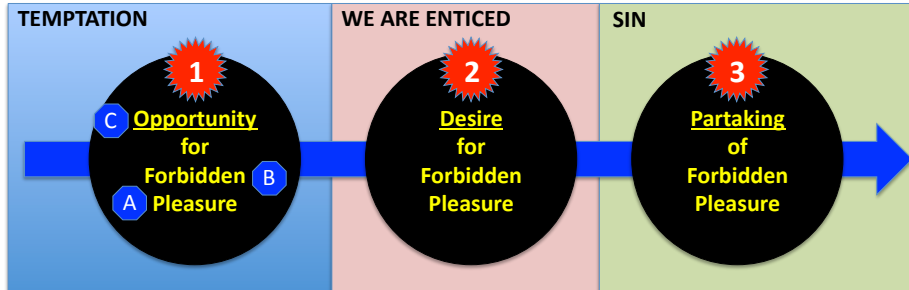 TEMPTATION
WE ARE ENTICED
SIN
1
C
Opportunity
for
Forbidden
B
Pleasure
A
2
Desire
for
Forbidden
Pleasure
3
Partaking
of
Forbidden
Pleasure